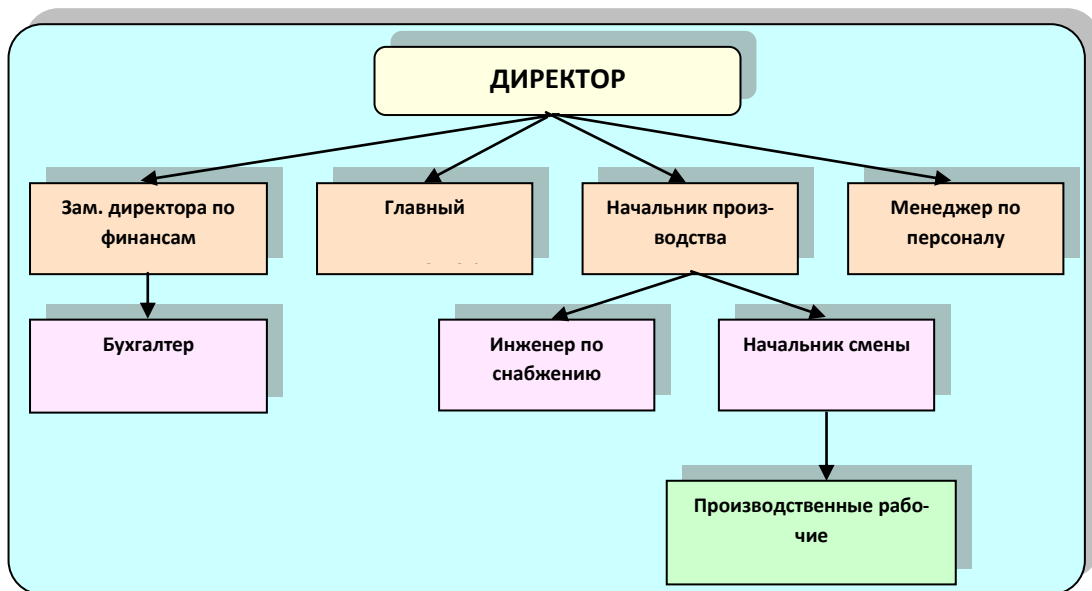 ДИРЕКТОР
Зам. директора по
финансам
Главный
Начальник произ-
водства
Менеджер по
персоналу
Бухгалтер
Инженер по
снабжению
Начальник смены
Производственные рабо-
чие